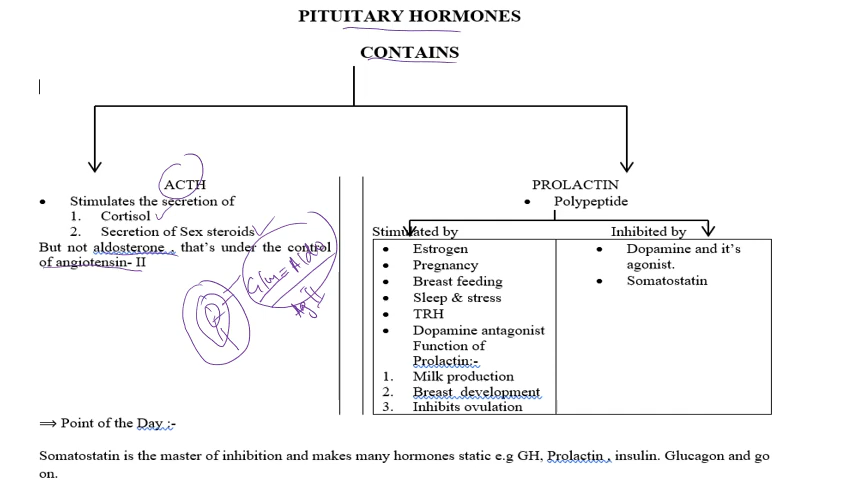 PITUITARY HORMONES
CONTAINS
ACTH
• Stimulates the secretion of
1. Cortisol
2. Secretion of Sex steroids
But not aldosterone , that's under the control
of angiotensin- II
Glm = Aldo
Ag II
PROLACTIN
• Polypeptide
Stimulated by
• Estrogen
• Pregnancy
• Breast feeding
• Sleep & stress
• TRH
• Dopamine antagonist
Function of
Prolactin:-
1. Milk production
2. Breast development
3. Inhibits ovulation
Inhibited by
• Dopamine and it's
agonist.
• Somatostatin
⟹ Point of the Day :-
Somatostatin is the master of inhibition and makes many hormones static e.g GH, Prolactin , insulin. Glucagon and go
on.